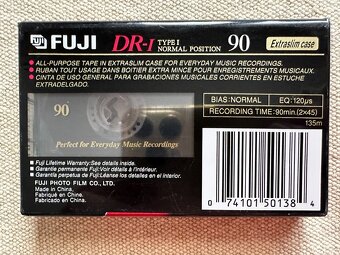 FUJI
FUJI DR-I TYPE I NORMAL POSITION 90 Extraslim case
• ALL-PURPOSE TAPE IN EXTRASLIM CASE FOR EVERYDAY MUSIC RECORDINGS.
• RUBAN TOUT USAGE DANS BOITIER EXTRA MINCE POUR ENREGISTREMENTS MUSICAUX.
• CINTA DE USO GENERAL PARA GRABACIONES MUSICALES CORRIENTES EN ESTUCHE
EXTRADELGADO.
90
Perfect for Everyday Music Recordings
BIAS:NORMAL EQ:120µs
RECORDING TIME:90min.(2×45)
135m
• Fuji Lifetime Warranty:See details inside.
• Garantie permanente Fuji:Voir détails à l'intérieur.
• Garantía perpetua de Fuji:Léanse los detalles en el interior.
FUJI PHOTO FILM CO., LTD.
Made in China.
Fabriqué en Chine.
Hecho en China.
0 74101 50138 4